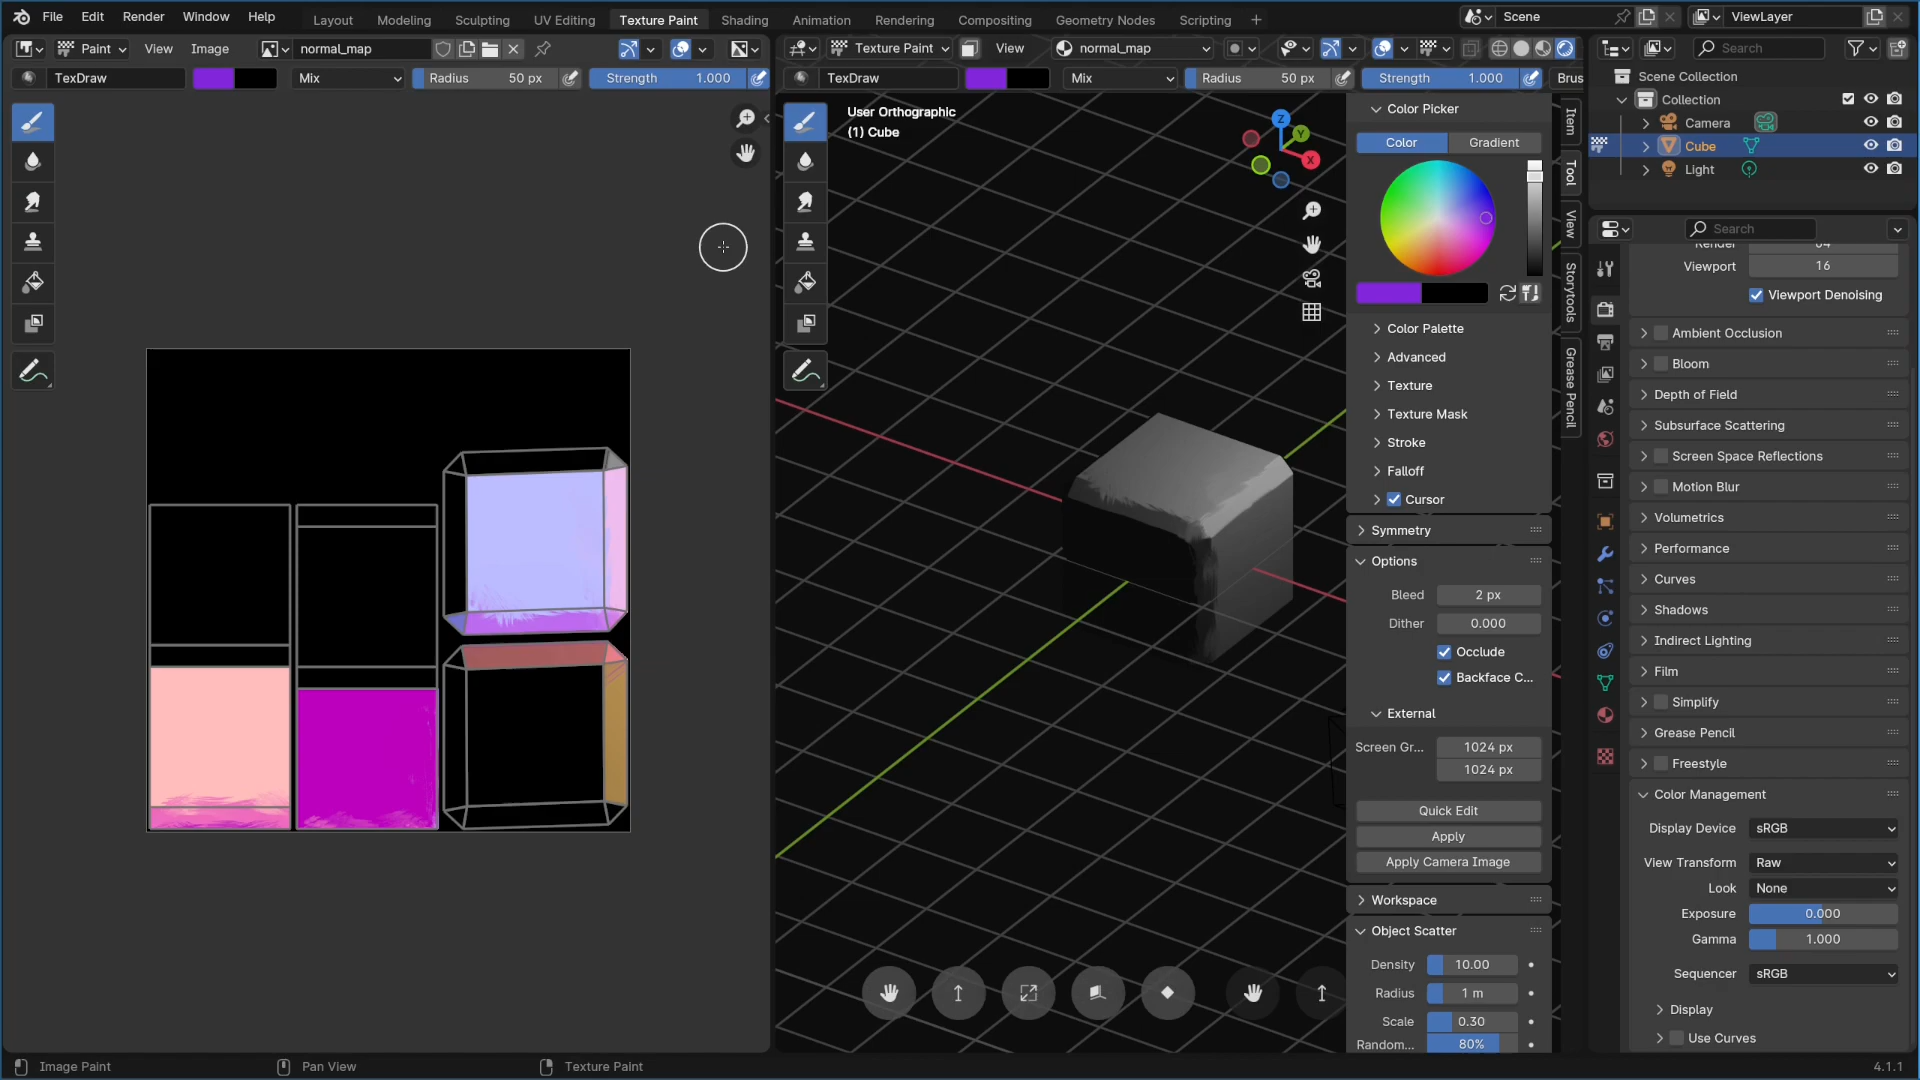 File Edit Render Window Help Layout Modeling Sculpting UV Editing Texture Paint Shading Animation Rendering Compositing Geometry Nodes Scripting + Scene ViewLayer
Paint View Image normal_map Texture Paint View normal_map Search
TexDraw Mix Radius 50 px Strength 1.000 TexDraw Mix Radius 50 px Strength 1.000 Brus
Scene Collection
Collection
Camera
Cube
Light
User Orthographic
(1) Cube
Z
Y
X
Color Picker
Color Gradient
Color Palette
Advanced
Texture
Texture Mask
Stroke
Falloff
Cursor
Symmetry
Options
Bleed 2 px
Dither 0.000
Occlude
Backface C...
External
Screen Gr... 1024 px
1024 px
Quick Edit
Apply
Apply Camera Image
Workspace
Object Scatter
Density 10.00
Radius 1 m
Scale 0.30
Random... 80%
Item
Tool
View
Storytools
Grease Pencil
Search
Viewport 16
Viewport Denoising
Ambient Occlusion
Bloom
Depth of Field
Subsurface Scattering
Screen Space Reflections
Motion Blur
Volumetrics
Performance
Curves
Shadows
Indirect Lighting
Film
Simplify
Grease Pencil
Freestyle
Color Management
Display Device sRGB
View Transform Raw
Look None
Exposure 0.000
Gamma 1.000
Sequencer sRGB
Display
Use Curves
Image Paint Pan View Texture Paint 4.1.1